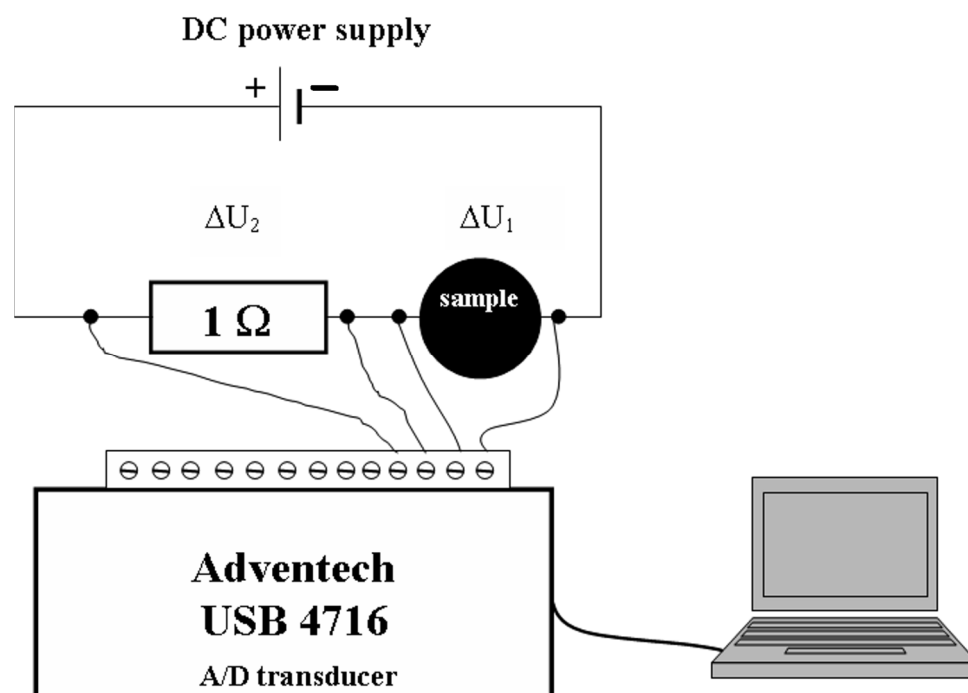 DC power supply
+ −
ΔU₂ ΔU₁
1 Ω
sample
Adventech
USB 4716
A/D transducer